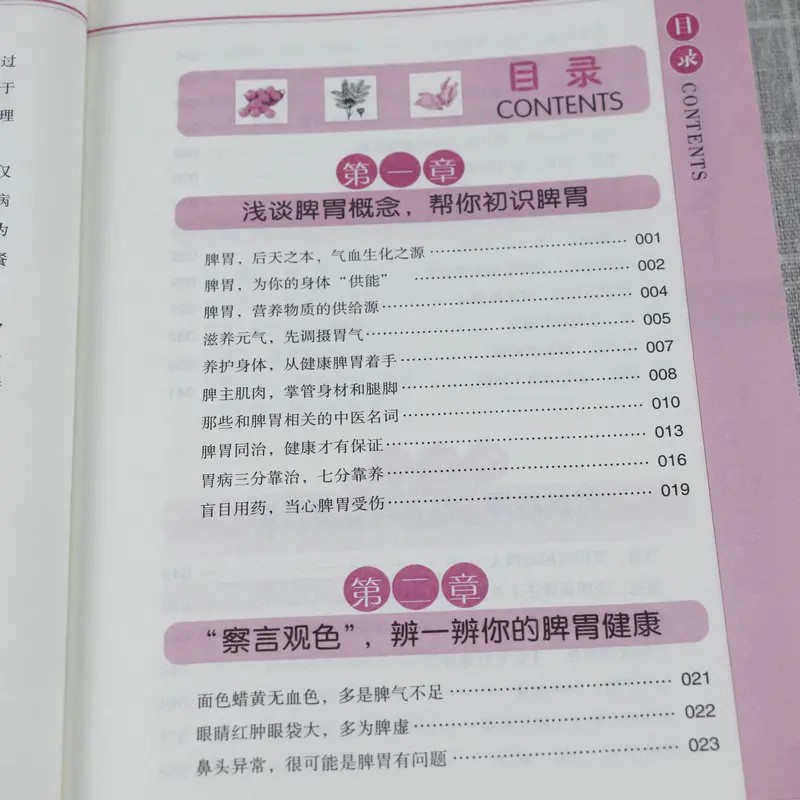 过
于
理
仅
病
为
餐
目录
CONTENTS
目录 CONTENTS
第一章
浅谈脾胃概念，帮你初识脾胃
脾胃，后天之本，气血生化之源 001
脾胃，为你的身体“供能” 002
脾胃，营养物质的供给源 004
滋养元气，先调摄胃气 005
养护身体，从健康脾胃着手 007
脾主肌肉，掌管身材和腿脚 008
那些和脾胃相关的中医名词 010
脾胃同治，健康才有保证 013
胃病三分靠治，七分靠养 016
盲目用药，当心脾胃受伤 019
第二章
“察言观色”，辨一辨你的脾胃健康
面色蜡黄无血色，多是脾气不足 021
眼睛红肿眼袋大，多为脾虚 022
鼻头异常，很可能是脾胃有问题 023